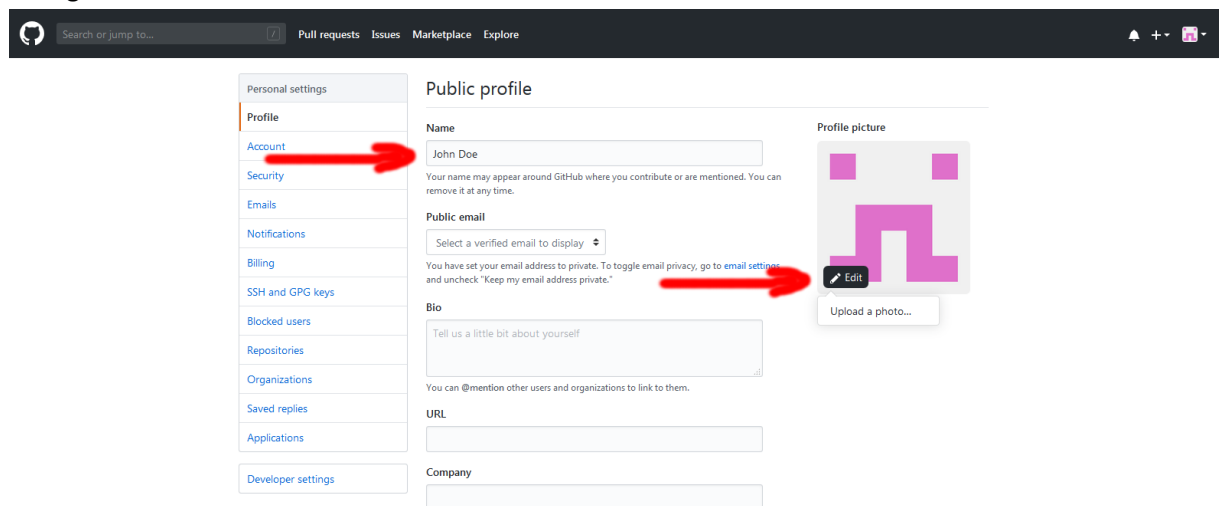 Search or jump to... /
Pull requests Issues Marketplace Explore
Personal settings
Profile
Account
Security
Emails
Notifications
Billing
SSH and GPG keys
Blocked users
Repositories
Organizations
Saved replies
Applications
Developer settings
Public profile
Name
John Doe
Your name may appear around GitHub where you contribute or are mentioned. You can
remove it at any time.
Public email
Select a verified email to display
You have set your email address to private. To toggle email privacy, go to email settings
and uncheck "Keep my email address private."
Bio
Tell us a little bit about yourself
You can @mention other users and organizations to link to them.
URL
Company
Profile picture
Edit
Upload a photo...